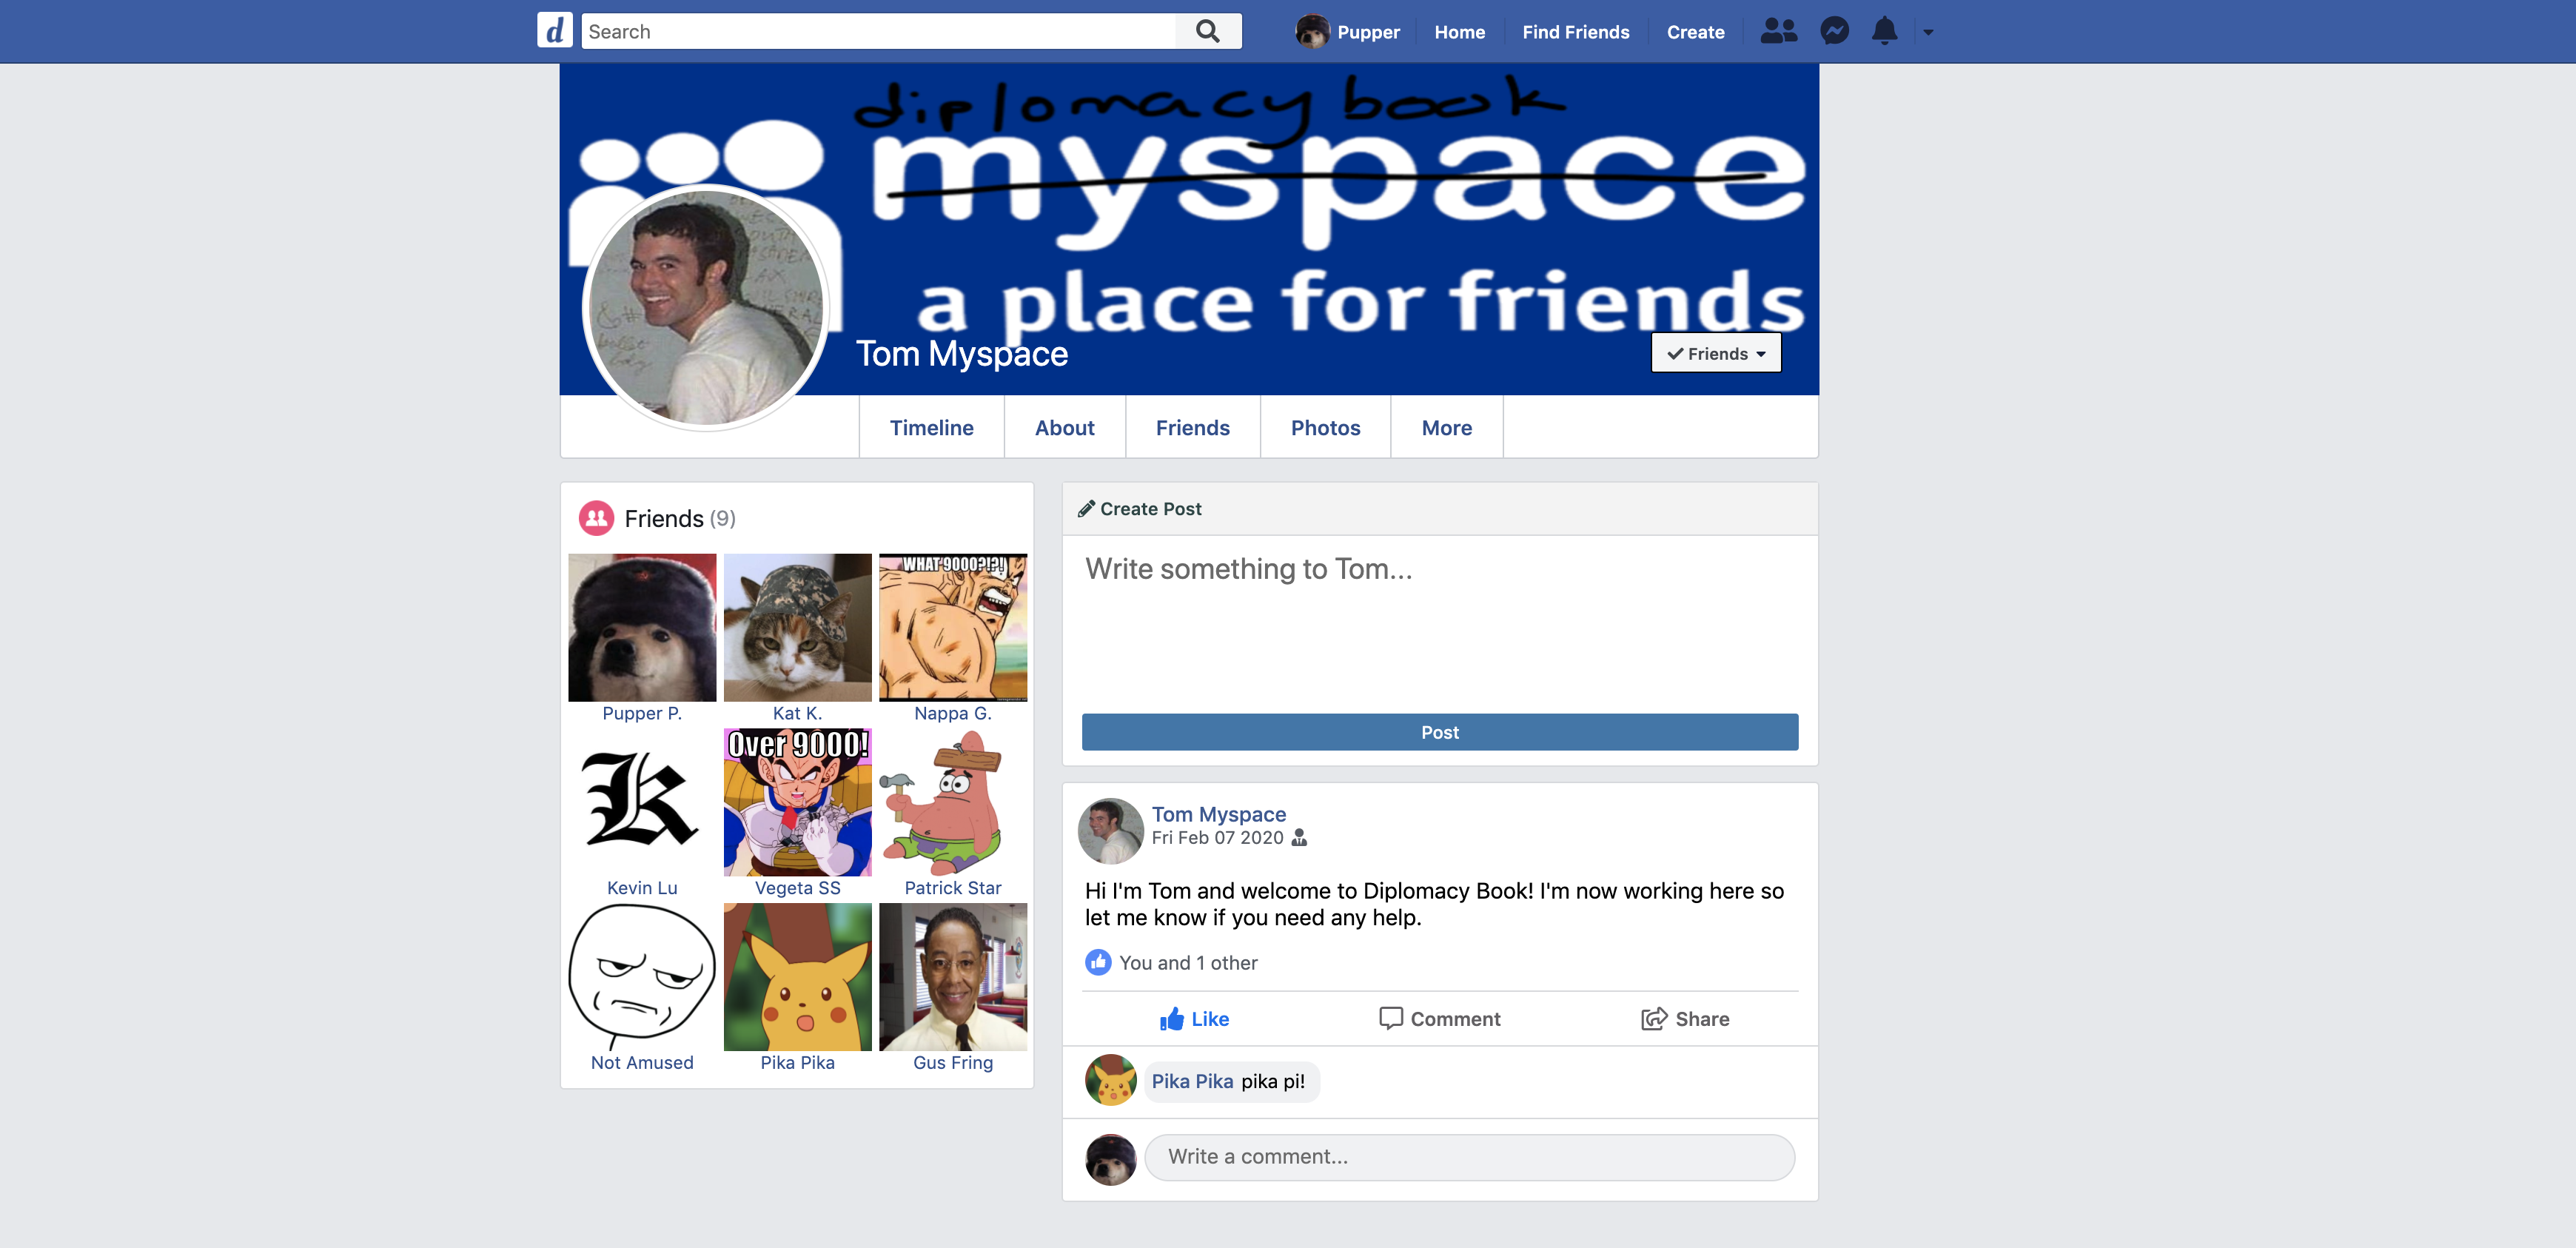 d
Search
Pupper
Home
Find Friends
Create
diplomacy book
myspace
a place for friends
Tom Myspace
Friends
Timeline
About
Friends
Photos
More
Friends (9)
WHAT 9000?!?!
Pupper P.
Kat K.
Nappa G.
K
Over 9000!
Kevin Lu
Vegeta SS
Patrick Star
Not Amused
Pika Pika
Gus Fring
Create Post
Write something to Tom...
Post
Tom Myspace
Fri Feb 07 2020
Hi I'm Tom and welcome to Diplomacy Book! I'm now working here so
let me know if you need any help.
You and 1 other
Like
Comment
Share
Pika Pika pika pi!
Write a comment...